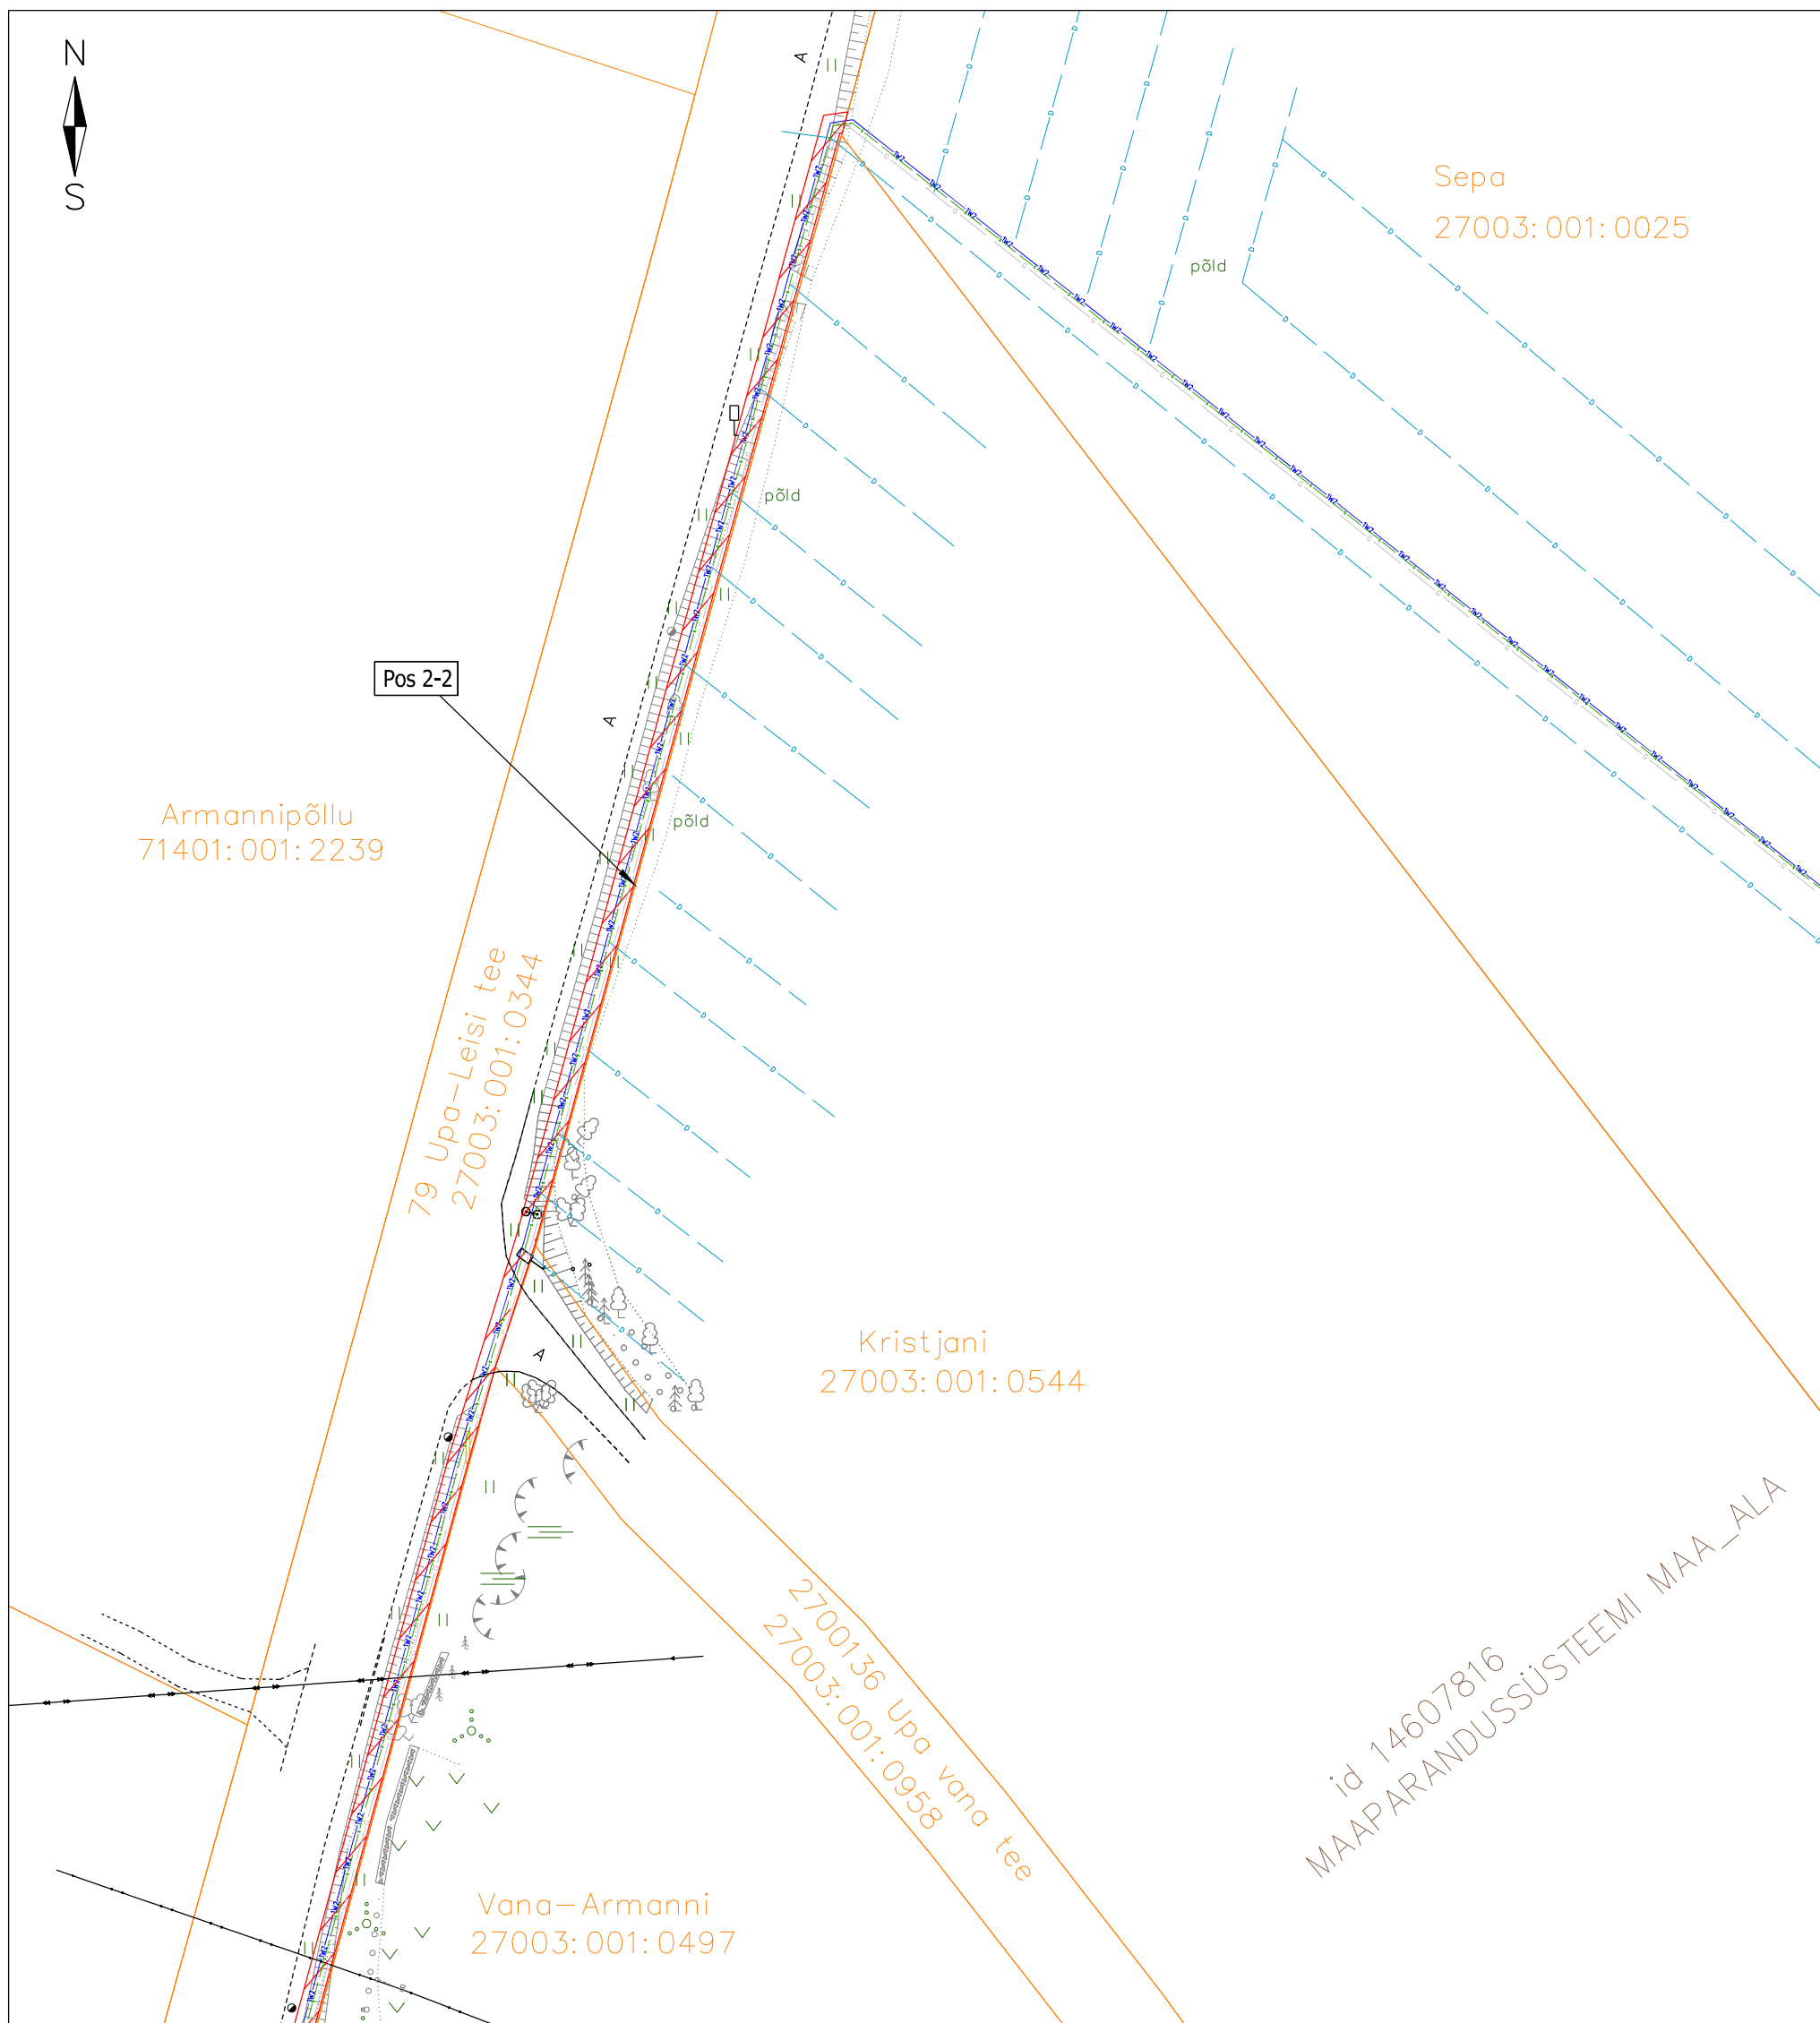 N
S
A
Sepa
27003:001:0025
põld
põld
Pos 2-2
A
Armannipõllu
71401:001:2239
põld
79 Upa-Leisi tee
27003:001:0344
Kristjani
27003:001:0544
A
2700136 Upa vana tee
27003:001:0958
id 14607816
MAAPARANDUSSÜSTEEMI MAA_ALA
Vana-Armanni
27003:001:0497